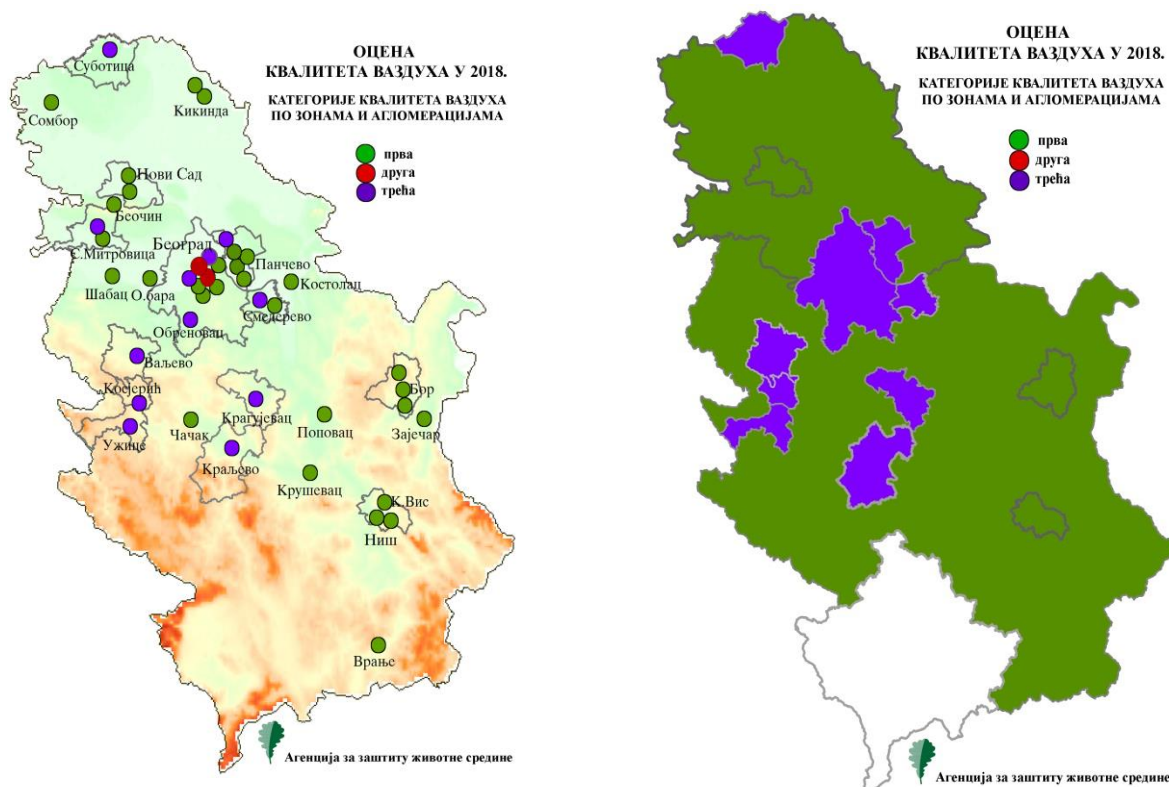 ОЦЕНА
КВАЛИТЕТА ВАЗДУХА У 2018.
КАТЕГОРИЈЕ КВАЛИТЕТА ВАЗДУХА
ПО ЗОНАМА И АГЛОМЕРАЦИЈАМА
прва
друга
трећа
Суботица
Сомбор
Кикинда
Нови Сад
Беочин
С.Митровица
Београд
Панчево
Шабац
О.бара
Костолац
Смедерево
Обреновац
Ваљево
Косјерић
Бор
Ужице
Чачак
Крагујевац
Поповац
Зајечар
Краљево
Крушевац
К.Вис
Ниш
Врање
Агенција за заштиту животне средине
ОЦЕНА
КВАЛИТЕТА ВАЗДУХА У 2018.
КАТЕГОРИЈЕ КВАЛИТЕТА ВАЗДУХА
ПО ЗОНАМА И АГЛОМЕРАЦИЈАМА
прва
друга
трећа
Агенција за заштиту животне средине